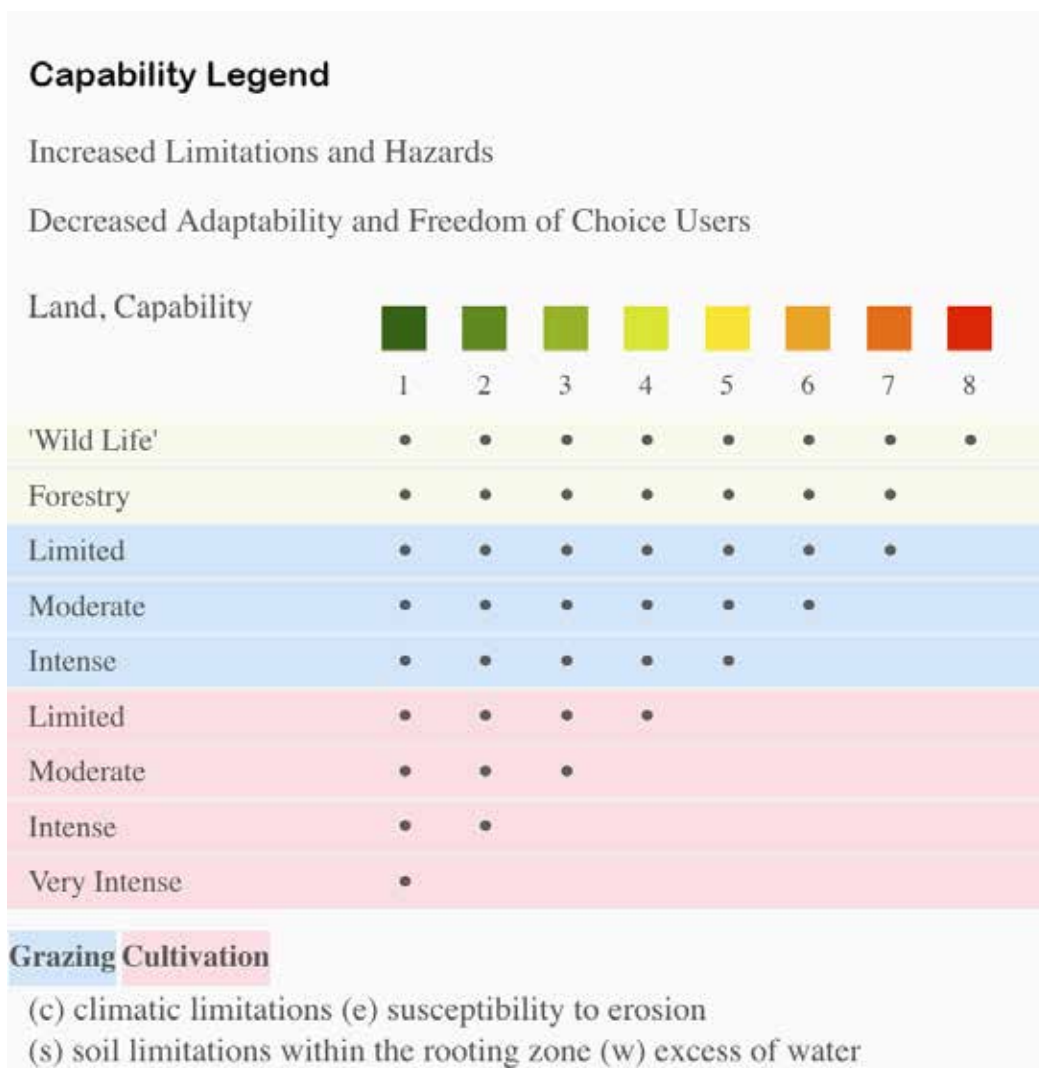 Capability Legend
Increased Limitations and Hazards
Decreased Adaptability and Freedom of Choice Users
Land, Capability
1 2 3 4 5 6 7 8
'Wild Life' • • • • • • • •
Forestry • • • • • • •
Limited • • • • • • •
Moderate • • • • • •
Intense • • • • •
Limited • • • •
Moderate • • •
Intense • •
Very Intense •
Grazing Cultivation
(c) climatic limitations (e) susceptibility to erosion
(s) soil limitations within the rooting zone (w) excess of water